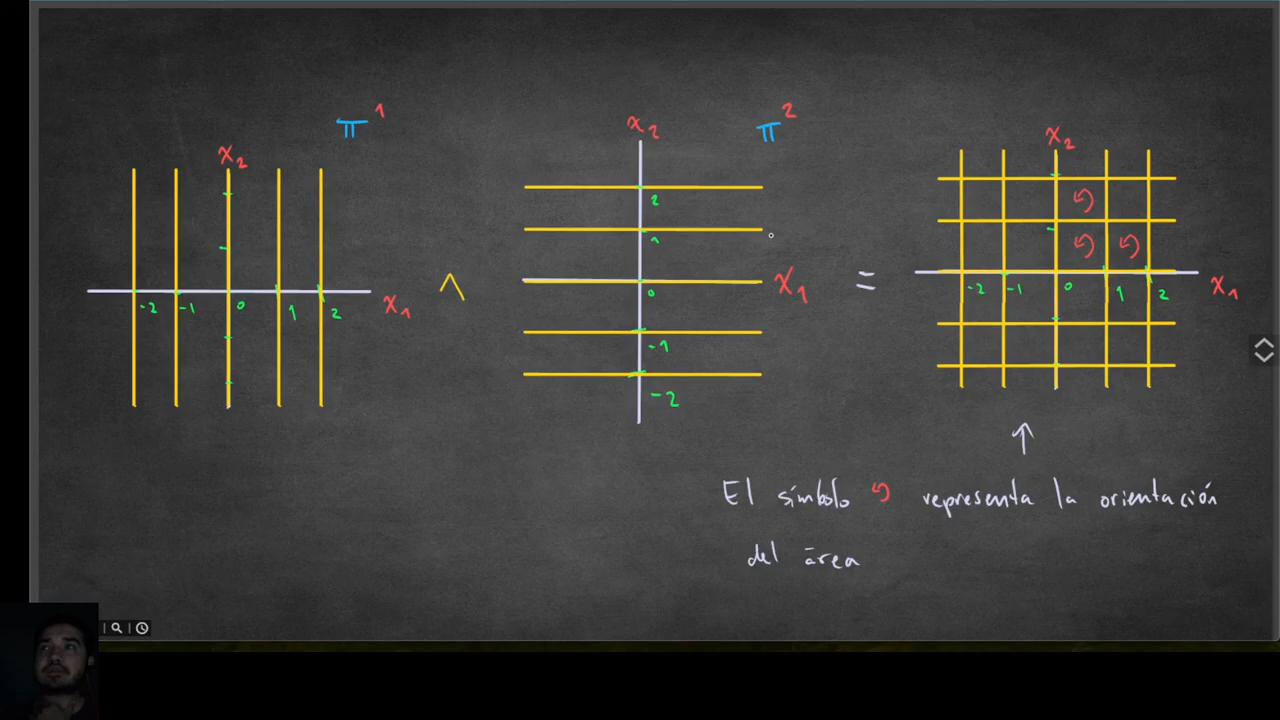 π¹
x₂
-2 -1 0 1 2
x₁
∧
π²
x₂
2
1
0
-1
-2
x₁
=
x₂
-2 -1 0 1 2
x₁
↑
El símbolo ↺ representa la orientación
del área